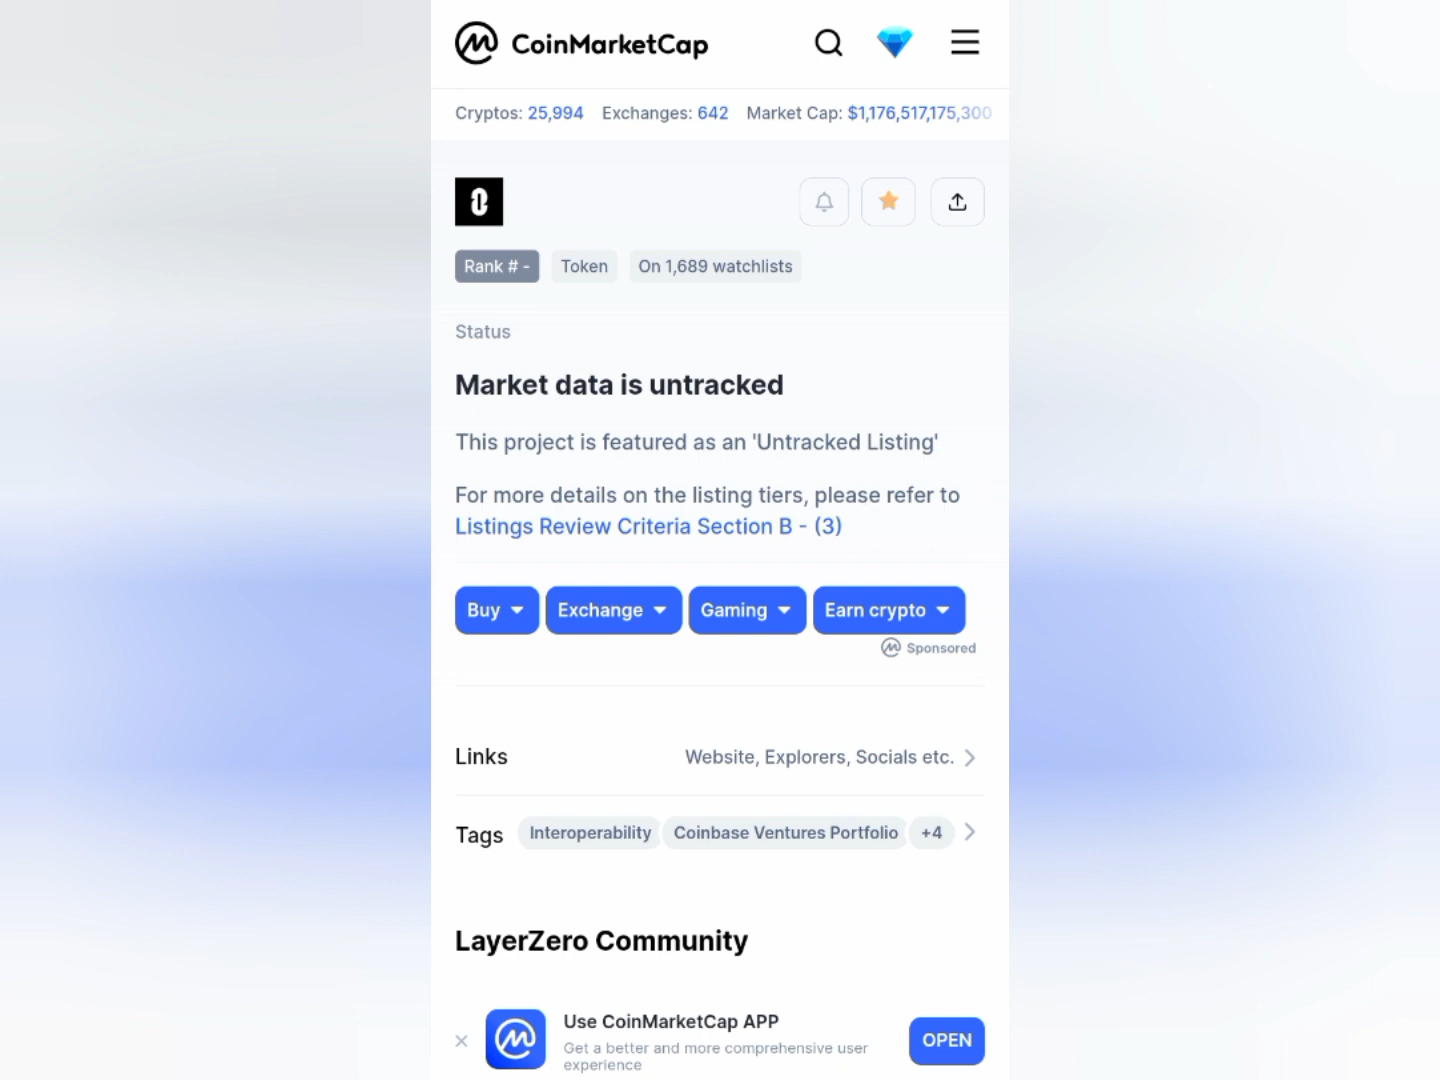 CoinMarketCap
Cryptos: 25,994 Exchanges: 642 Market Cap: $1,176,517,175,300
Rank # - Token On 1,689 watchlists
Status
Market data is untracked
This project is featured as an 'Untracked Listing'
For more details on the listing tiers, please refer to
Listings Review Criteria Section B - (3)
Buy Exchange Gaming Earn crypto
Sponsored
Links Website, Explorers, Socials etc.
Tags Interoperability Coinbase Ventures Portfolio +4
LayerZero Community
Use CoinMarketCap APP
Get a better and more comprehensive user
experience
OPEN